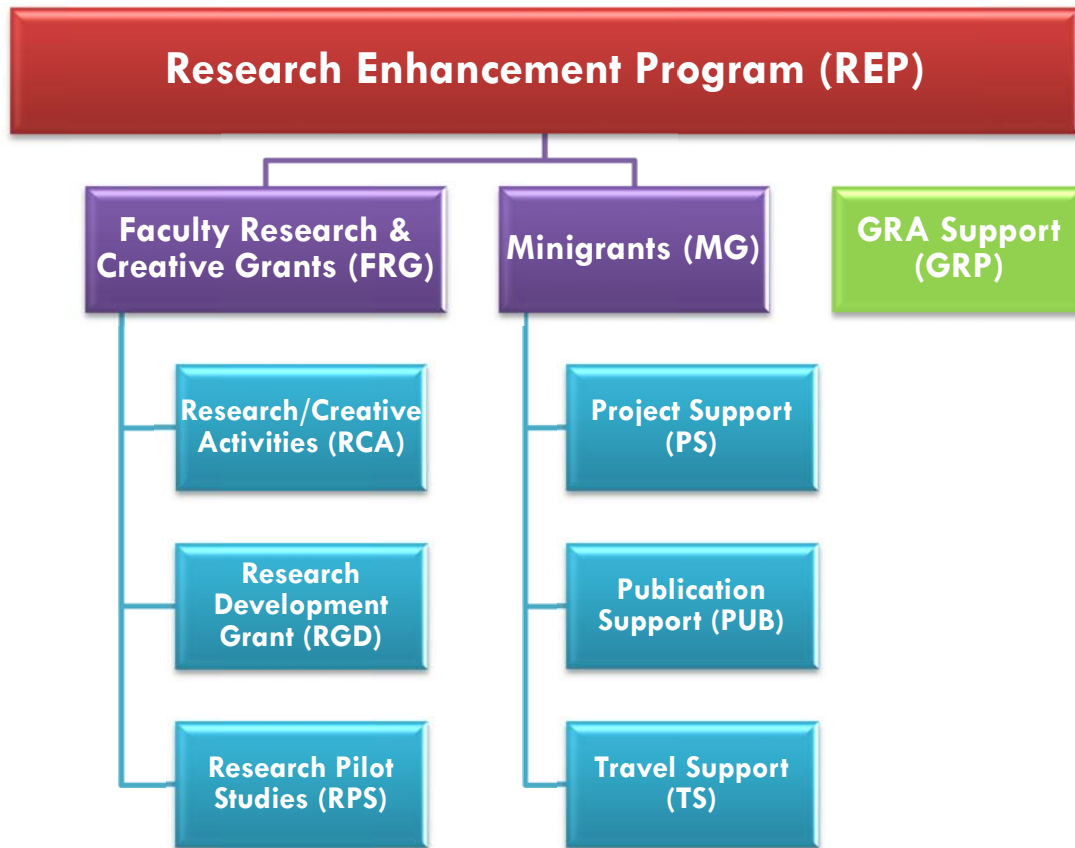 Research Enhancement Program (REP)
Faculty Research &
Creative Grants (FRG)
Minigrants (MG)
GRA Support
(GRP)
Research/Creative
Activities (RCA)
Research
Development
Grant (RGD)
Research Pilot
Studies (RPS)
Project Support
(PS)
Publication
Support (PUB)
Travel Support
(TS)